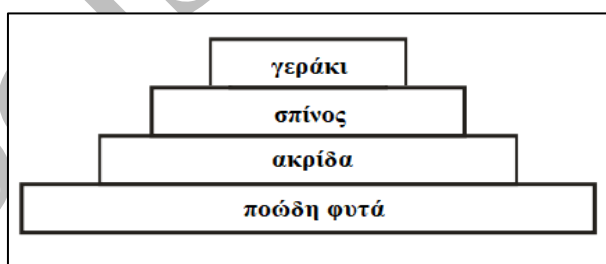 γεράκι
σπίνος
ακρίδα
ποώδη φυτά